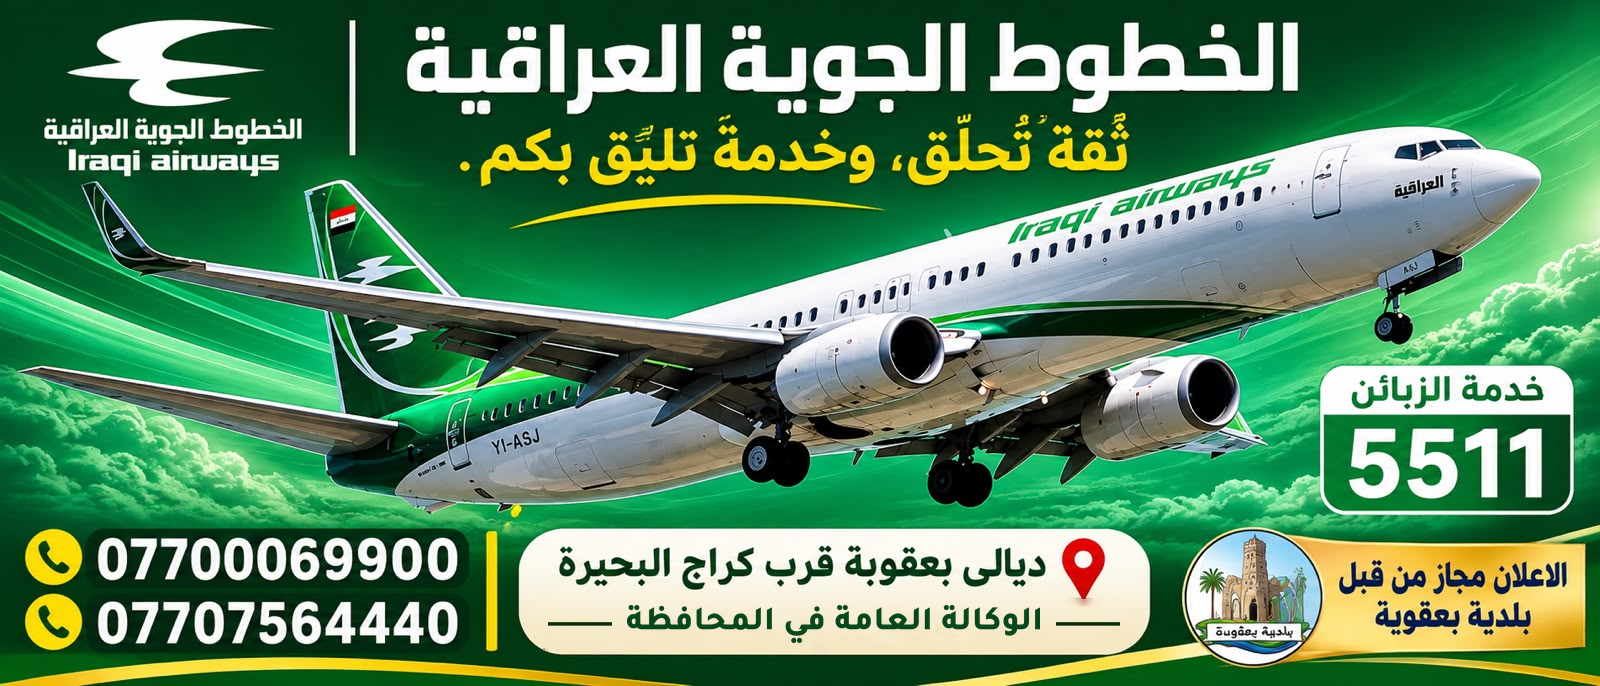 الخطوط الجوية العراقية
Iraqi airways
الخطوط الجوية العراقية
ثًقة تُحلّق، وخدمةَ تليًق بكم.
Iraqi airways
العراقية
YI-ASJ
خدمة الزبائن
5511
07700069900
07707564440
ديالى بعقوبة قرب كراج البحيرة
الوكالة العامة في المحافظة
بلدية بعقوبة
الاعلان مجاز من قبل
بلدية بعقوبة